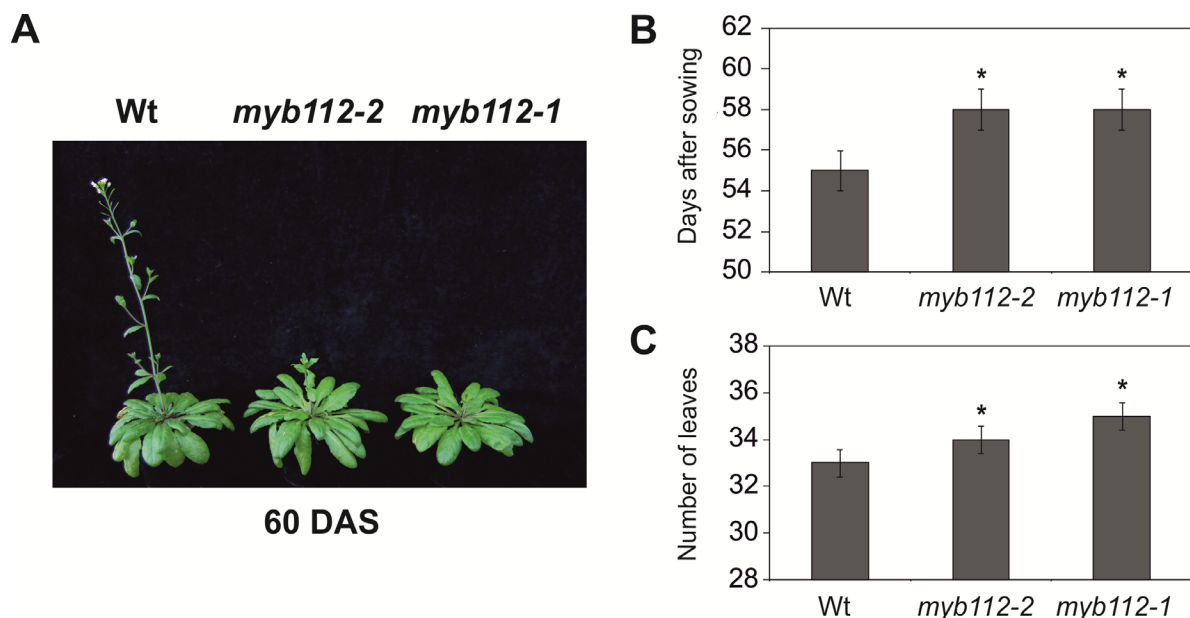 A
Wt myb112-2 myb112-1
60 DAS
B
Days after sowing
62
60
58
56
54
52
50
* *
Wt myb112-2 myb112-1
C
Number of leaves
38
36
34
32
30
28
* *
Wt myb112-2 myb112-1